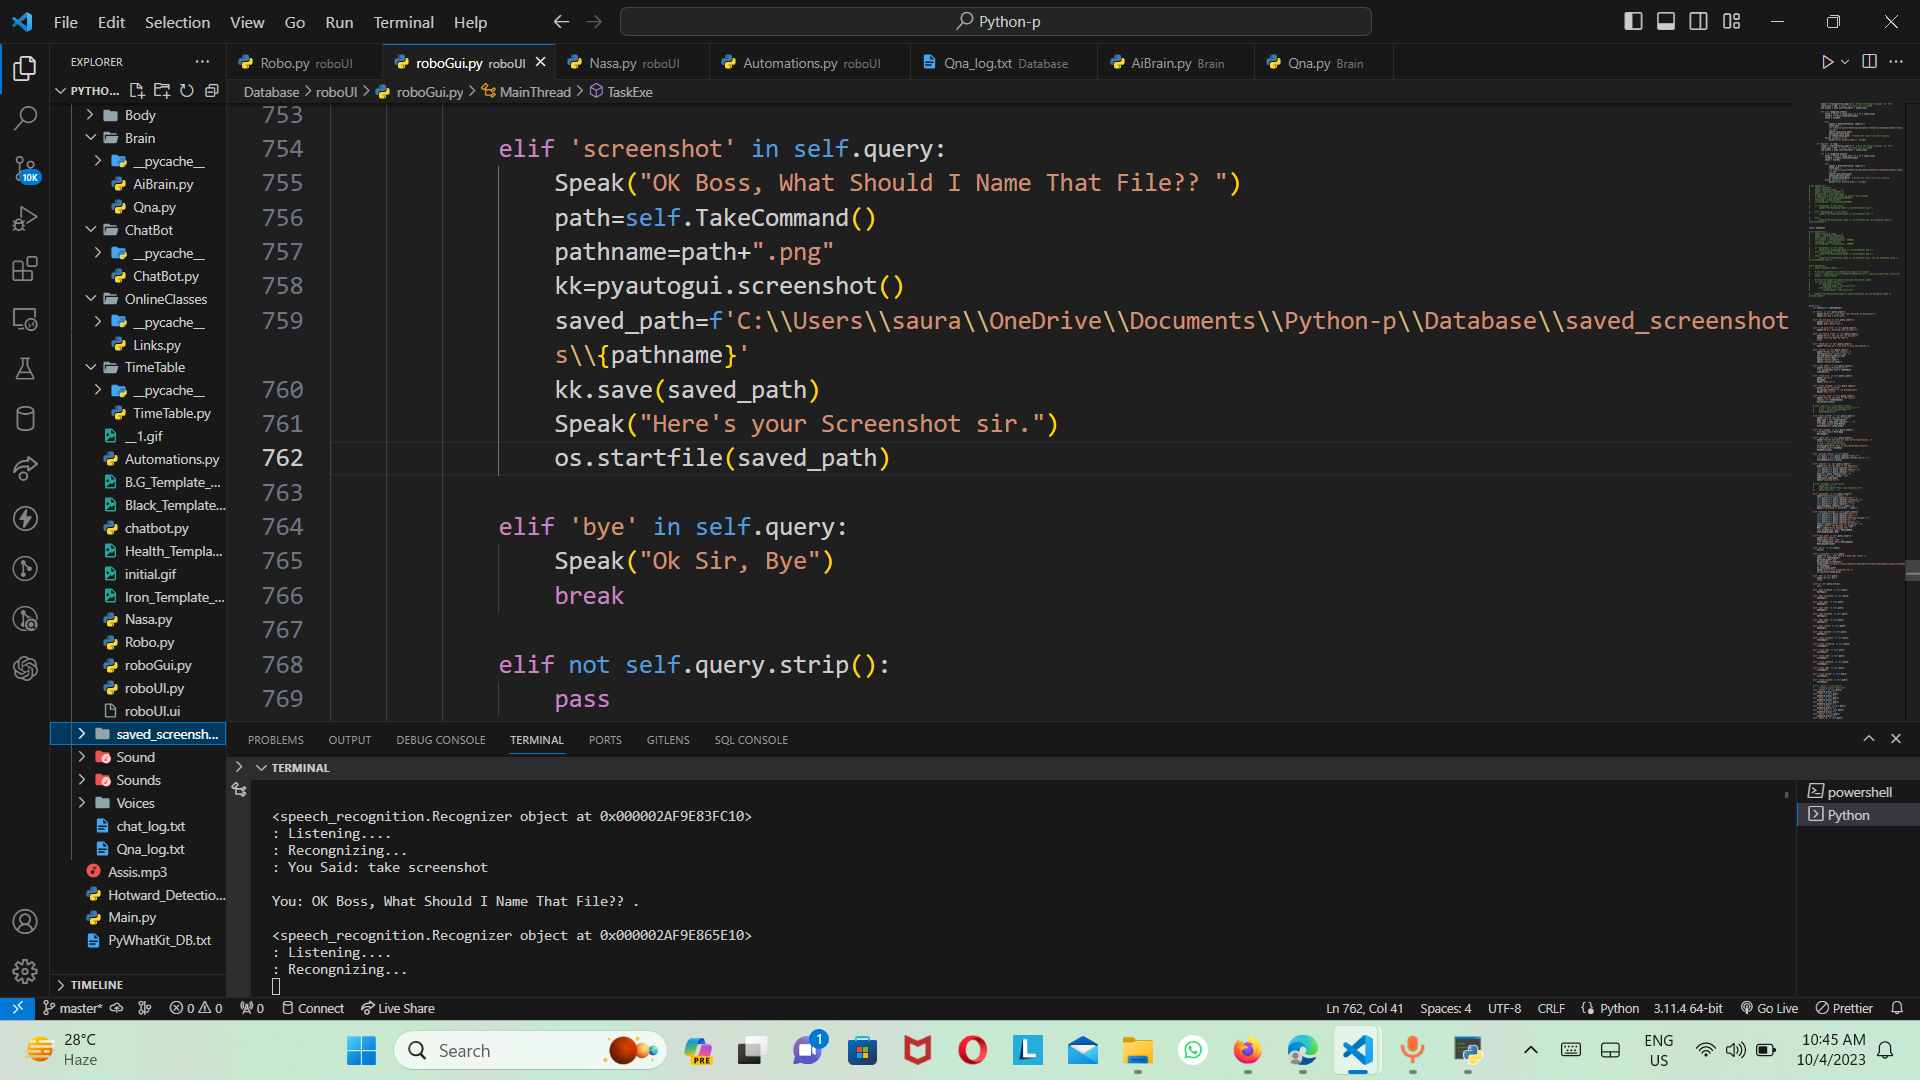 File Edit Selection View Go Run Terminal Help
Python-p
EXPLORER
Robo.py roboUI
roboGui.py roboUI
Nasa.py roboUI
Automations.py roboUI
Qna_log.txt Database
AiBrain.py Brain
Qna.py Brain
PYTHO...
Database > roboUI > roboGui.py > MainThread > TaskExe
Body
Brain
__pycache__
AiBrain.py
Qna.py
ChatBot
__pycache__
ChatBot.py
OnlineClasses
__pycache__
Links.py
TimeTable
__pycache__
TimeTable.py
__1.gif
Automations.py
B.G_Template_...
Black_Template...
chatbot.py
Health_Templa...
initial.gif
Iron_Template_...
Nasa.py
Robo.py
roboGui.py
roboUI.py
roboUI.ui
saved_screensh...
Sound
Sounds
Voices
chat_log.txt
Qna_log.txt
Assis.mp3
Hotward_Detectio...
Main.py
PyWhatKit_DB.txt
TIMELINE
10K
753
754 elif 'screenshot' in self.query:
755 Speak("OK Boss, What Should I Name That File?? ")
756 path=self.TakeCommand()
757 pathname=path+".png"
758 kk=pyautogui.screenshot()
759 saved_path=f'C:\\Users\\saura\\OneDrive\\Documents\\Python-p\\Database\\saved_screenshot
s\\{pathname}'
760 kk.save(saved_path)
761 Speak("Here's your Screenshot sir.")
762 os.startfile(saved_path)
763
764 elif 'bye' in self.query:
765 Speak("Ok Sir, Bye")
766 break
767
768 elif not self.query.strip():
769 pass
PROBLEMS OUTPUT DEBUG CONSOLE TERMINAL PORTS GITLENS SQL CONSOLE
TERMINAL
<speech_recognition.Recognizer object at 0x000002AF9E83FC10>
: Listening....
: Recongnizing...
: You Said: take screenshot
You: OK Boss, What Should I Name That File?? .
<speech_recognition.Recognizer object at 0x000002AF9E865E10>
: Listening....
: Recongnizing...
powershell
Python
master* 0 0 0 Connect Live Share
Ln 762, Col 41 Spaces: 4 UTF-8 CRLF Python 3.11.4 64-bit Go Live Prettier
28°C
Haze
Search
PRE
1
L
ENG
US
10:45 AM
10/4/2023